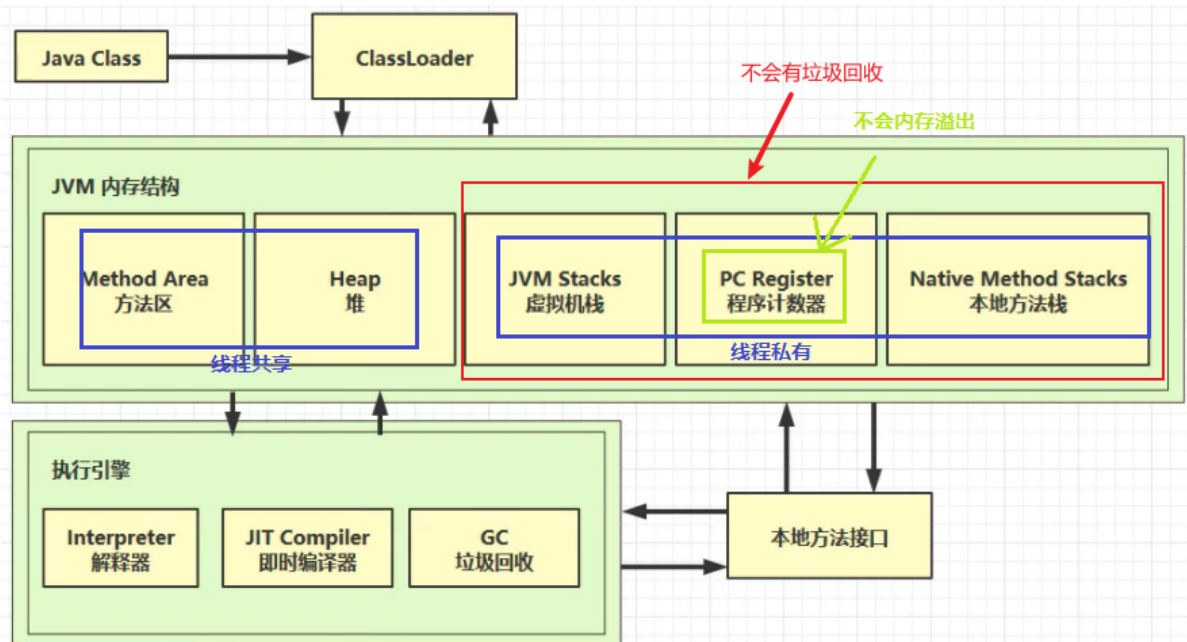 Java Class
ClassLoader
不会有垃圾回收
不会内存溢出
JVM 内存结构
Method Area
方法区
Heap
堆
JVM Stacks
虚拟机栈
PC Register
程序计数器
Native Method Stacks
本地方法栈
线程共享
线程私有
执行引擎
Interpreter
解释器
JIT Compiler
即时编译器
GC
垃圾回收
本地方法接口